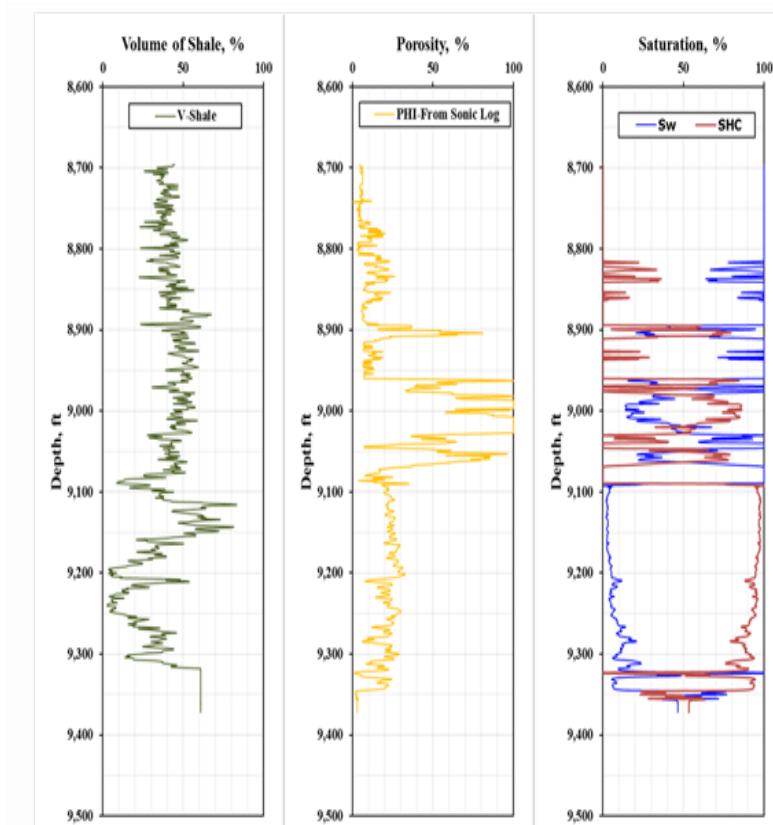 Volume of Shale, %
0 50 100
8,600
8,700
8,800
8,900
9,000
9,100
9,200
9,300
9,400
9,500
Depth, ft
V-Shale
Porosity, %
0 50 100
8,600
8,700
8,800
8,900
9,000
9,100
9,200
9,300
9,400
9,500
Depth, ft
PHI-From Sonic Log
Saturation, %
0 50 100
8,600
8,700
8,800
8,900
9,000
9,100
9,200
9,300
9,400
9,500
Depth, ft
Sw SHC